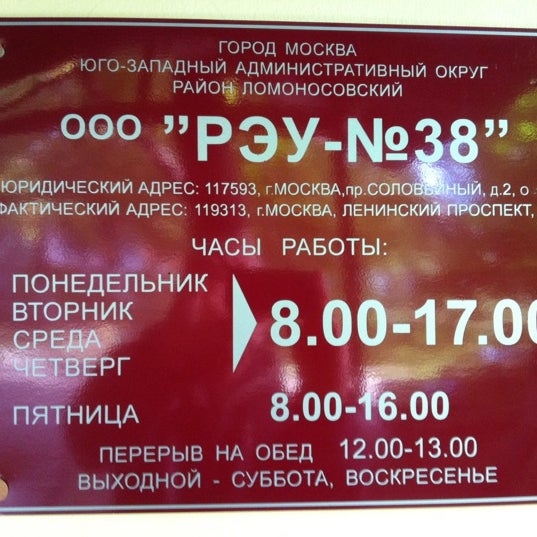 ГОРОД МОСКВА
ЮГО-ЗАПАДНЫЙ АДМИНИСТРАТИВНЫЙ ОКРУГ
РАЙОН ЛОМОНОСОВСКИЙ
ООО "РЭУ-№38"
ЮРИДИЧЕСКИЙ АДРЕС: 117593, г.МОСКВА,пр.СОЛОВЬИНЫЙ, д.2, о
ФАКТИЧЕСКИЙ АДРЕС: 119313, г.МОСКВА, ЛЕНИНСКИЙ ПРОСПЕКТ,
ЧАСЫ РАБОТЫ:
ПОНЕДЕЛЬНИК
ВТОРНИК
СРЕДА
ЧЕТВЕРГ
8.00-17.00
ПЯТНИЦА 8.00-16.00
ПЕРЕРЫВ НА ОБЕД 12.00-13.00
ВЫХОДНОЙ - СУББОТА, ВОСКРЕСЕНЬЕ